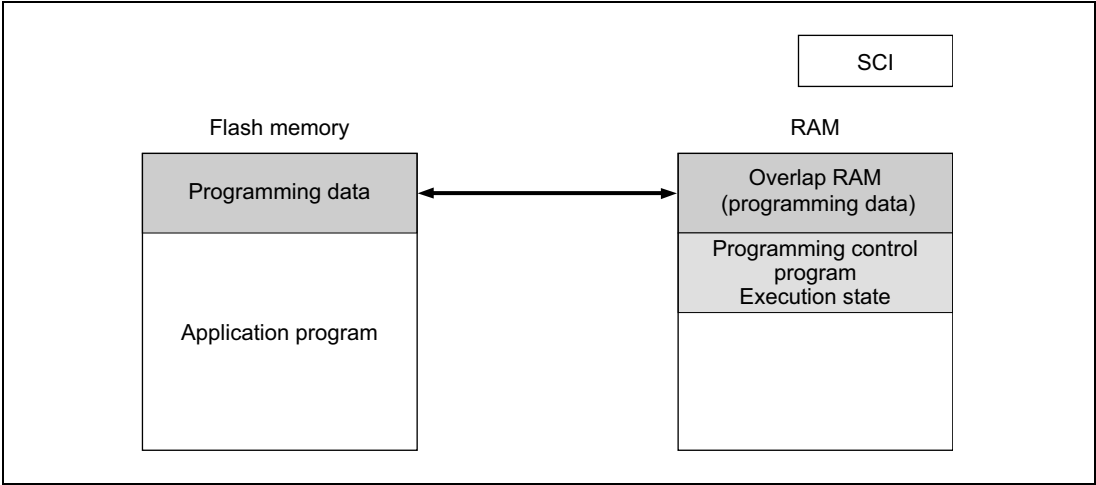 SCI
Flash memory
RAM
Programming data
Overlap RAM
(programming data)
Programming control
program
Execution state
Application program